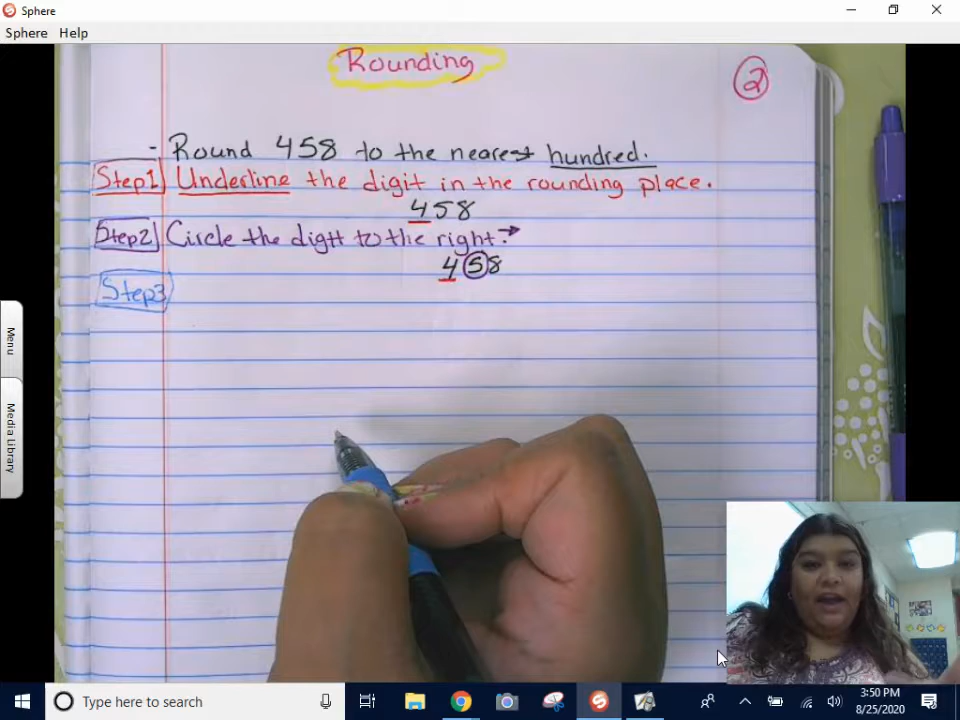 Sphere
Sphere Help
Rounding
2
- Round 458 to the nearest hundred.
Step1 Underline the digit in the rounding place.
458
Step2 Circle the digit to the right.
458
Step3
Menu
Media Library
Type here to search
3:50 PM
8/25/2020